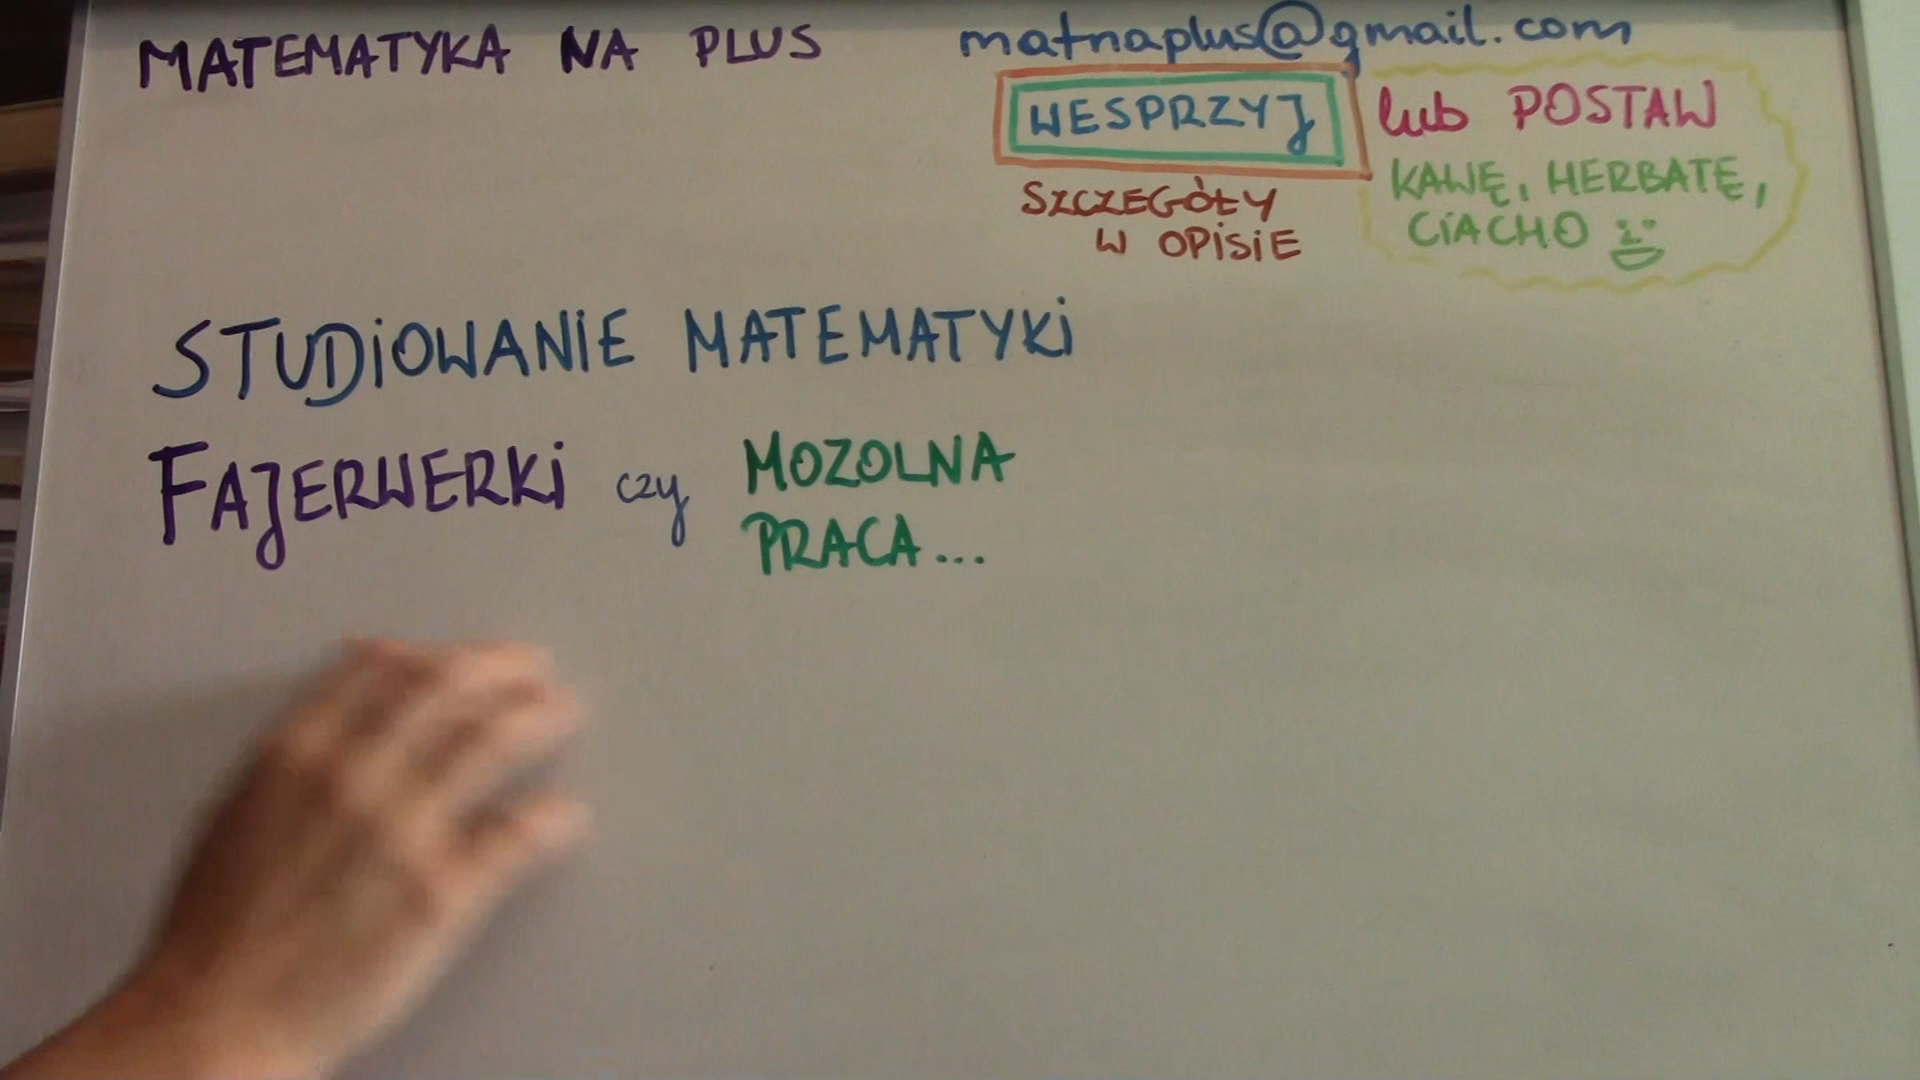 MATEMATYKA NA PLUS
matnaplus@gmail.com
WESPRZYJ
lub POSTAW
KAWĘ, HERBATĘ,
CIACHO
SZCZEGÓŁY
W OPISIE
STUDIOWANIE MATEMATYKI
FAJERWERKI czy MOZOLNA
PRACA...